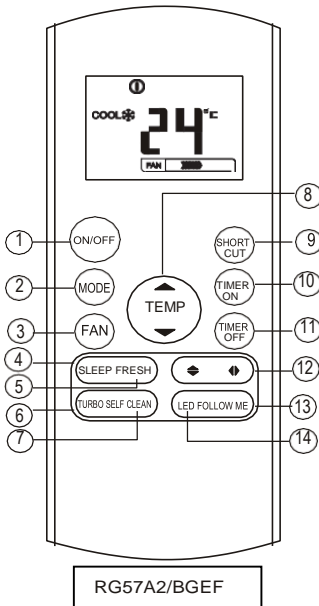 COOL
24°C
FAN
8
1
ON/OFF
SHORT CUT
9
2
MODE
TEMP
TIMER ON
10
3
FAN
TIMER OFF
11
4
SLEEP FRESH
12
5
6
TURBO SELF CLEAN
LED FOLLOW ME
13
7
14
RG57A2/BGEF